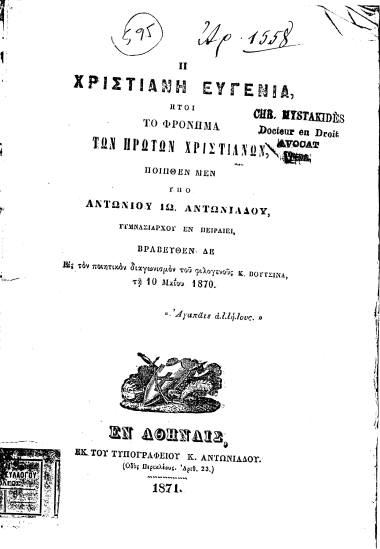 595
Ἀρ. 1558
Η
ΧΡΙΣΤΙΑΝΗ ΕΥΓΕΝΙΑ,
ΗΤΟΙ
ΤΟ ΦΡΟΝΗΜΑ
ΤΩΝ ΠΡΩΤΩΝ ΧΡΙΣΤΙΑΝΩΝ,
CHR. MYSTAKIDÈS
Docteur en Droit
AVOCAT
ΠΟΙΗΘΕΝ ΜΕΝ
ΥΠΟ
ΑΝΤΩΝΙΟΥ ΙΩ. ΑΝΤΩΝΙΑΔΟΥ,
ΓΥΜΝΑΣΙΑΡΧΟΥ ΕΝ ΠΕΙΡΑΙΕΙ,
ΒΡΑΒΕΥΘΕΝ ΔΕ
Εἰς τὸν ποιητικὸν διαγωνισμὸν τοῦ φιλογενοῦς Κ. ΒΟΥΤΣΙΝΑ,
τῇ 10 Μαΐου 1870.
« Ἀγαπᾶτε ἀλλήλους. »
ΕΝ ΑΘΗΝΑΙΣ,
ΕΚ ΤΟΥ ΤΥΠΟΓΡΑΦΕΙΟΥ Κ. ΑΝΤΩΝΙΑΔΟΥ.
(Ὁδὸς Περικλέους. Ἀριθ. 23.)
1871.